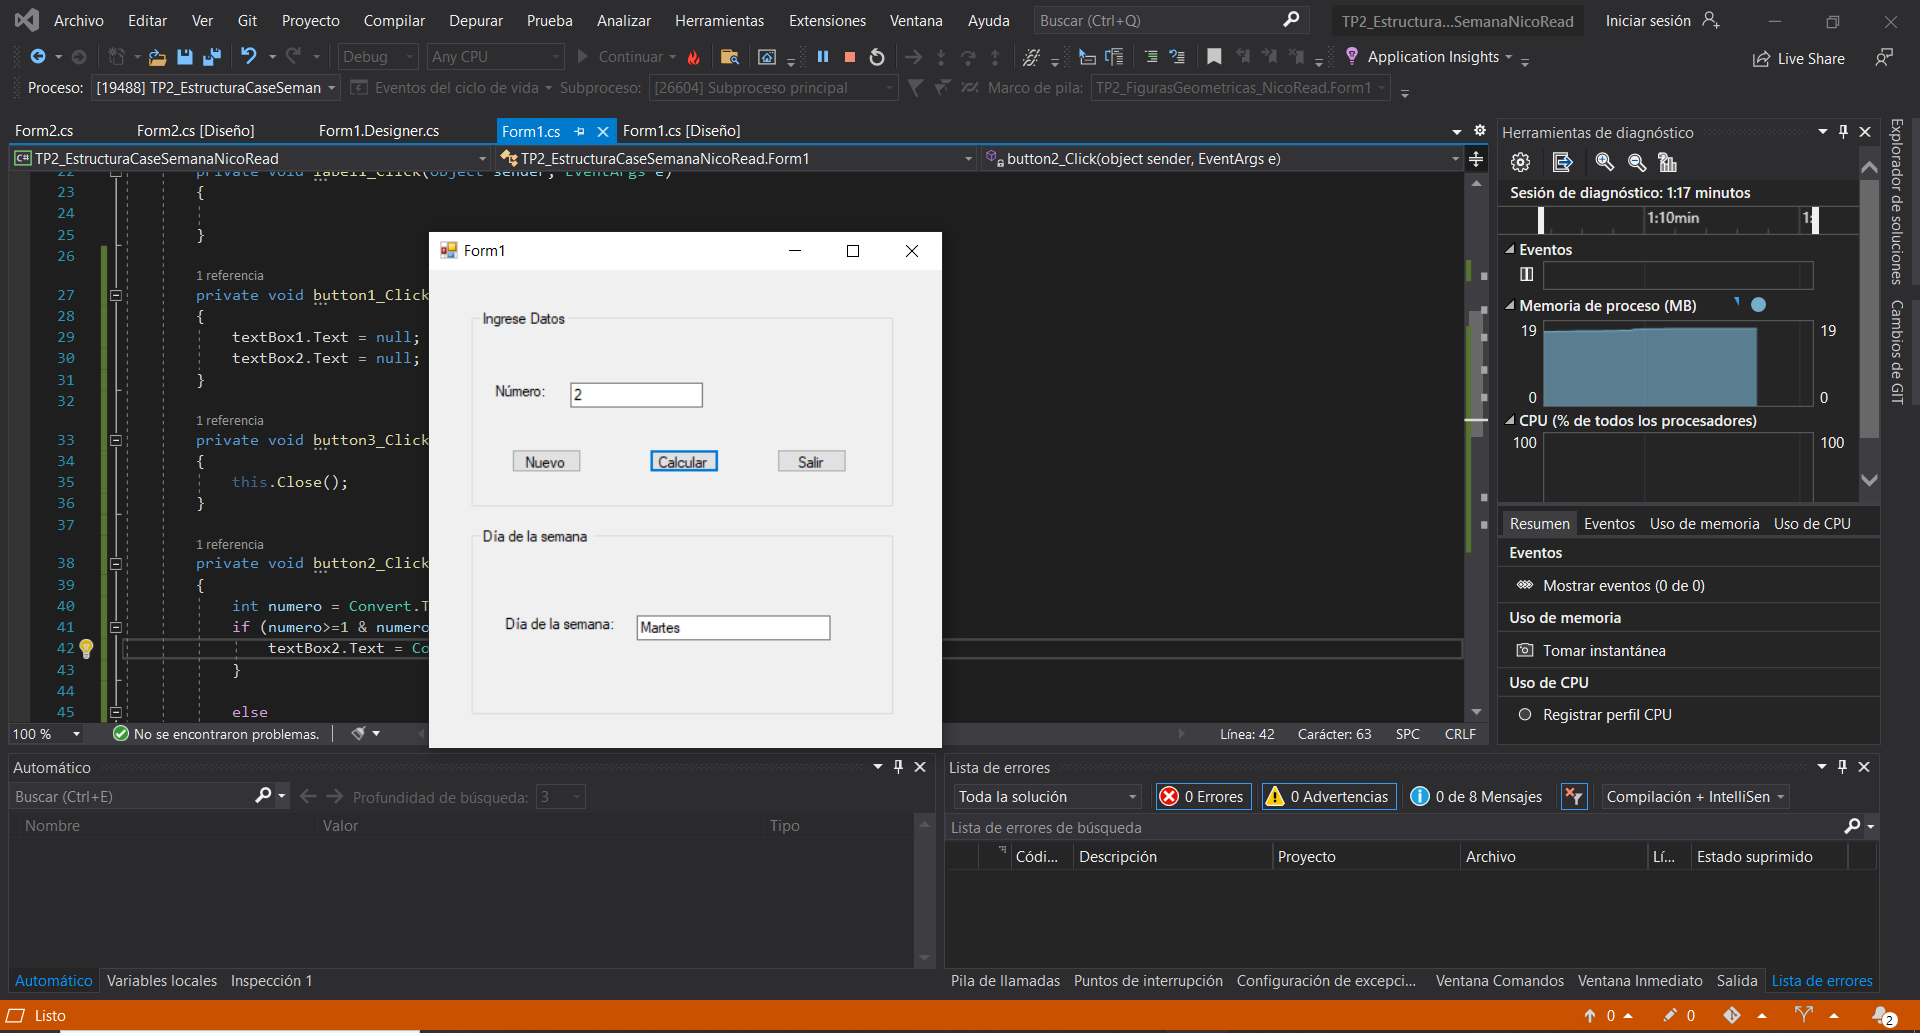 Archivo Editar Ver Git Proyecto Compilar Depurar Prueba Analizar Herramientas Extensiones Ventana Ayuda Buscar (Ctrl+Q) TP2_Estructura...SemanaNicoRead Iniciar sesión
Debug Any CPU Continuar Application Insights Live Share
Proceso: [19488] TP2_EstructuraCaseSeman Eventos del ciclo de vida Subproceso: [26604] Subproceso principal Marco de pila: TP2_FigurasGeometricas_NicoRead.Form1
Form2.cs Form2.cs [Diseño] Form1.Designer.cs Form1.cs Form1.cs [Diseño]
C# TP2_EstructuraCaseSemanaNicoRead TP2_EstructuraCaseSemanaNicoRead.Form1 button2_Click(object sender, EventArgs e)
22 private void label1_Click(object sender, EventArgs e)
23 {
24
25 }
26
1 referencia
27 private void button1_Click
28 {
29 textBox1.Text = null;
30 textBox2.Text = null;
31 }
32
1 referencia
33 private void button3_Click
34 {
35 this.Close();
36 }
37
1 referencia
38 private void button2_Click
39 {
40 int numero = Convert.T
41 if (numero>=1 & numero
42 textBox2.Text = Co
43 }
44
45 else
100 % No se encontraron problemas. Línea: 42 Carácter: 63 SPC CRLF
Form1
Ingrese Datos
Número: 2
Nuevo Calcular Salir
Día de la semana
Día de la semana: Martes
Herramientas de diagnóstico
Sesión de diagnóstico: 1:17 minutos
1:10min
Eventos
Memoria de proceso (MB)
19 19
0 0
CPU (% de todos los procesadores)
100 100
Resumen Eventos Uso de memoria Uso de CPU
Eventos
Mostrar eventos (0 de 0)
Uso de memoria
Tomar instantánea
Uso de CPU
Registrar perfil CPU
Explorador de soluciones
Cambios de GIT
Automático
Buscar (Ctrl+E) Profundidad de búsqueda: 3
Nombre Valor Tipo
Automático Variables locales Inspección 1
Lista de errores
Toda la solución 0 Errores 0 Advertencias 0 de 8 Mensajes Compilación + IntelliSen
Lista de errores de búsqueda
Códi... Descripción Proyecto Archivo Lí... Estado suprimido
Pila de llamadas Puntos de interrupción Configuración de excepci... Ventana Comandos Ventana Inmediato Salida Lista de errores
Listo 0 0 2